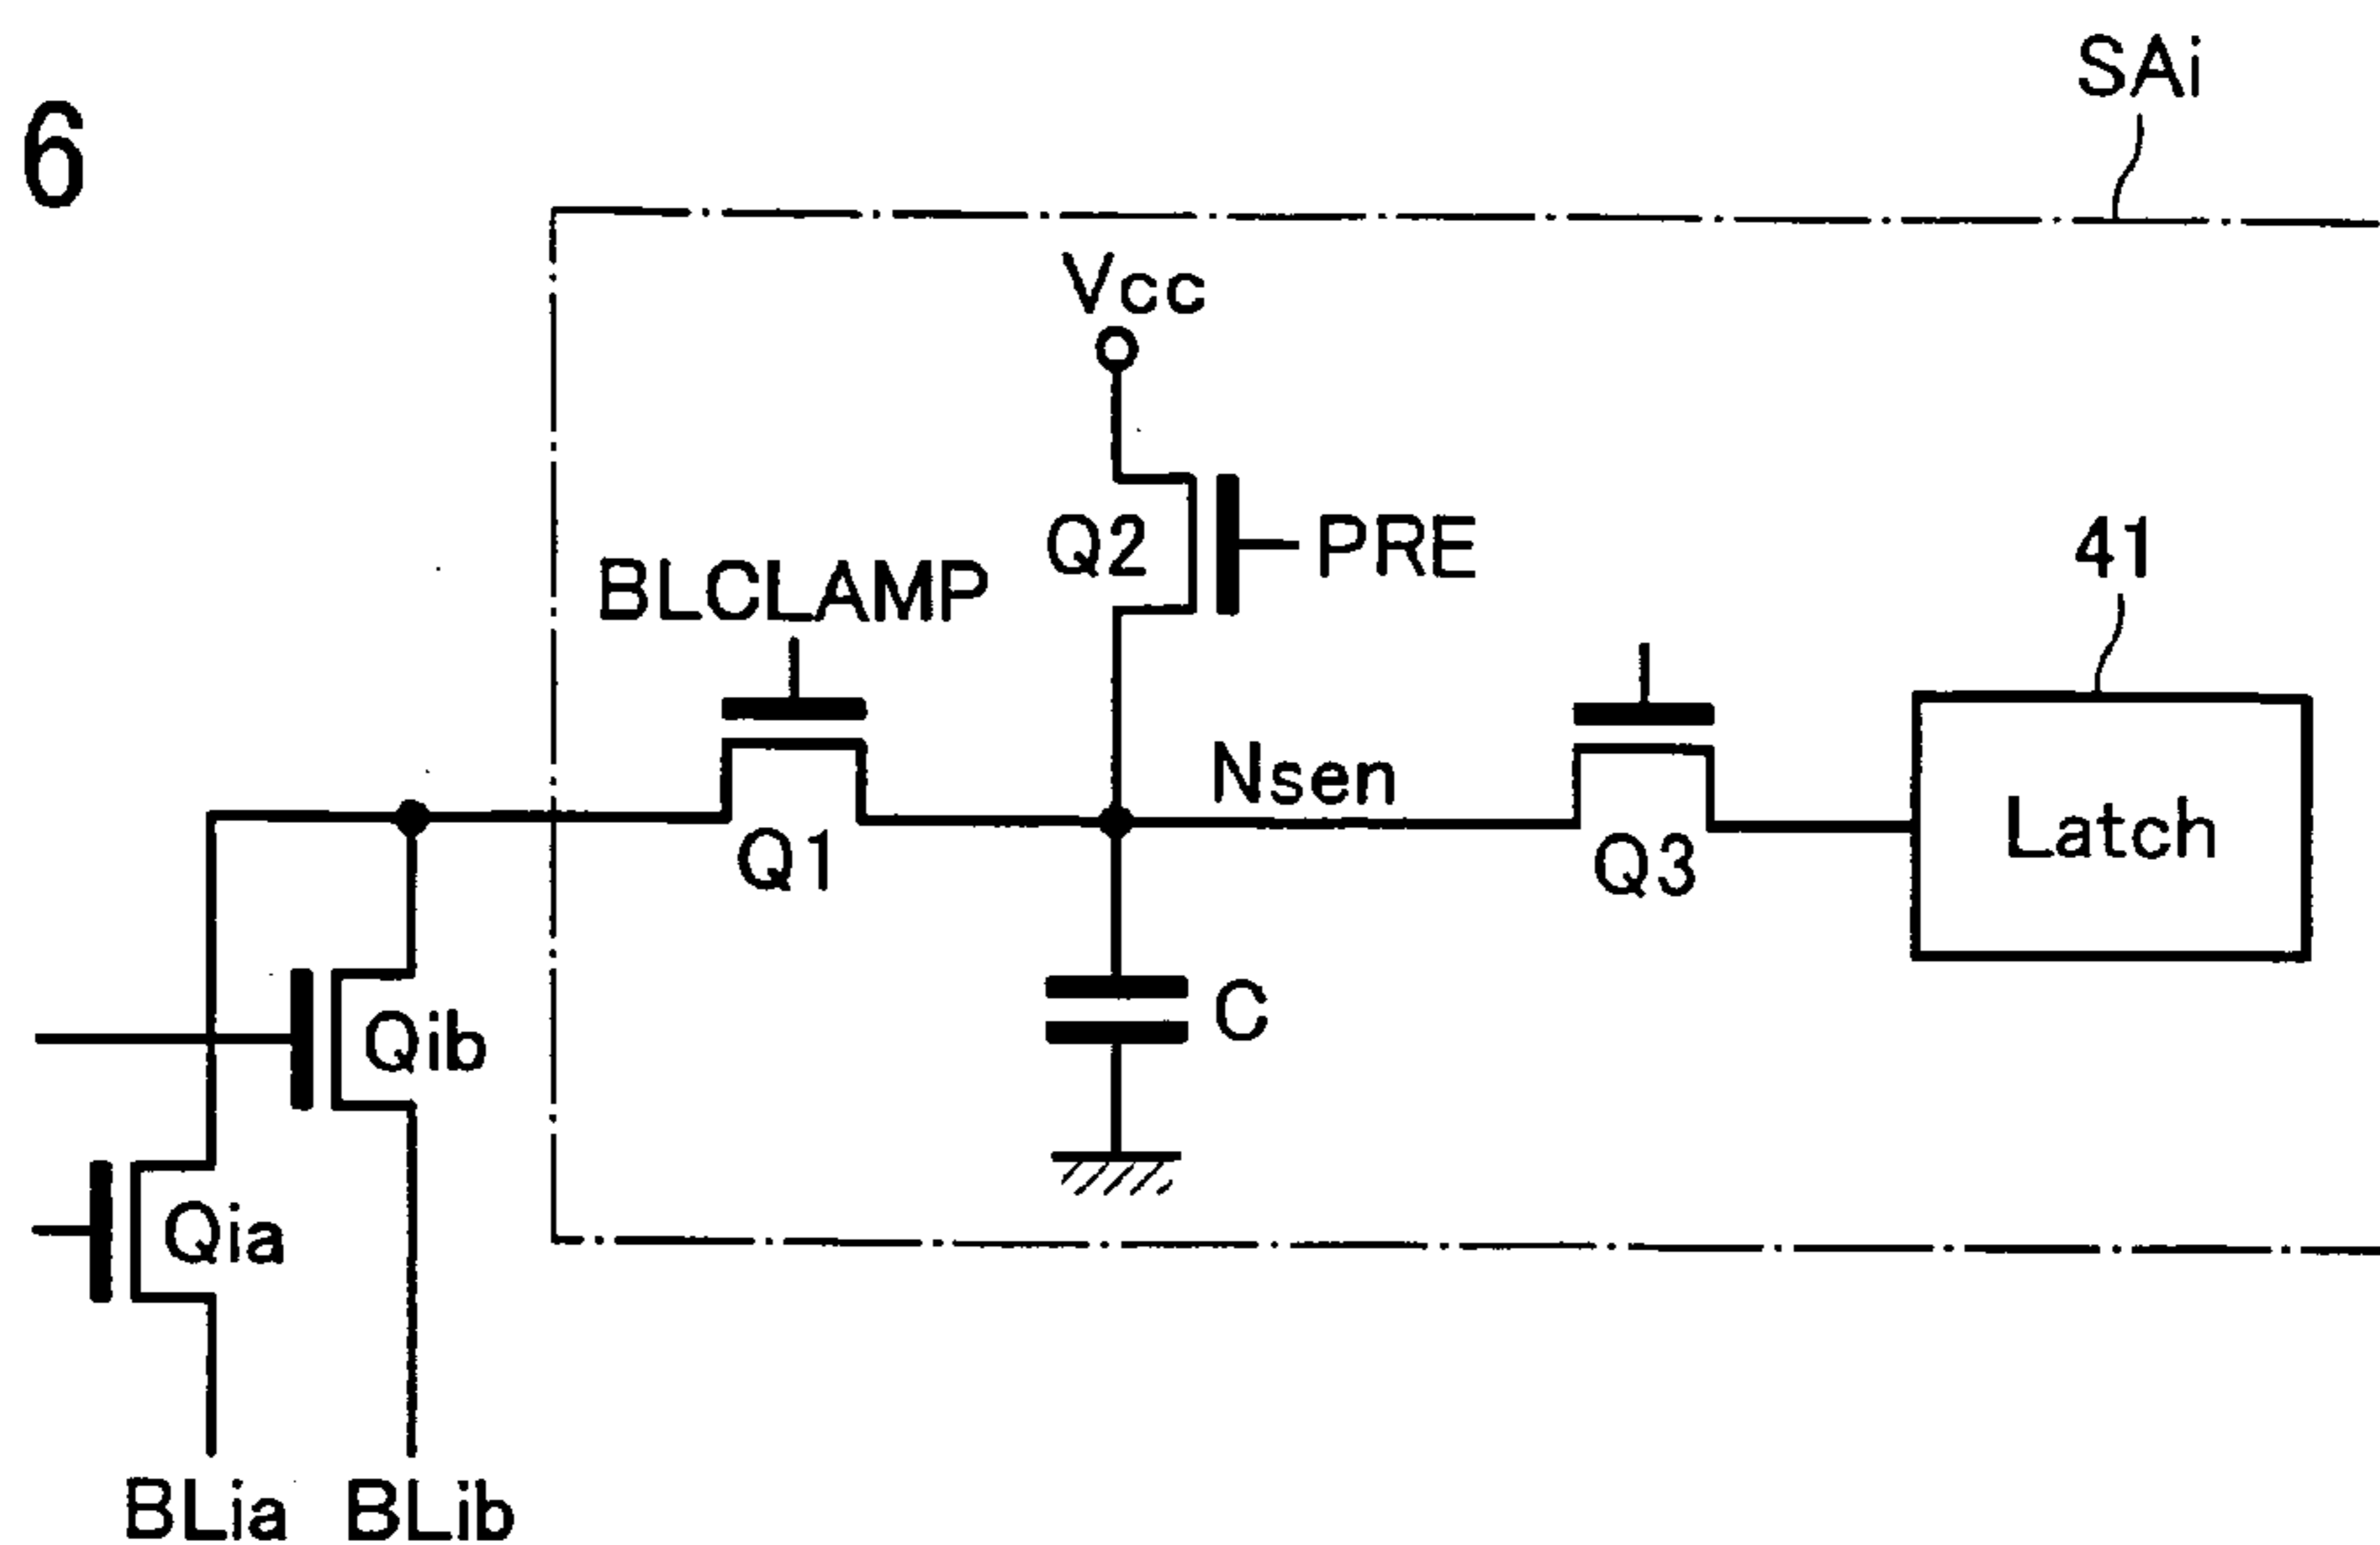 6
SAi
Vcc
Q2
PRE
BLCLAMP
41
Nsen
Q1
Q3
Latch
C
Qib
Qia
BLia
BLib